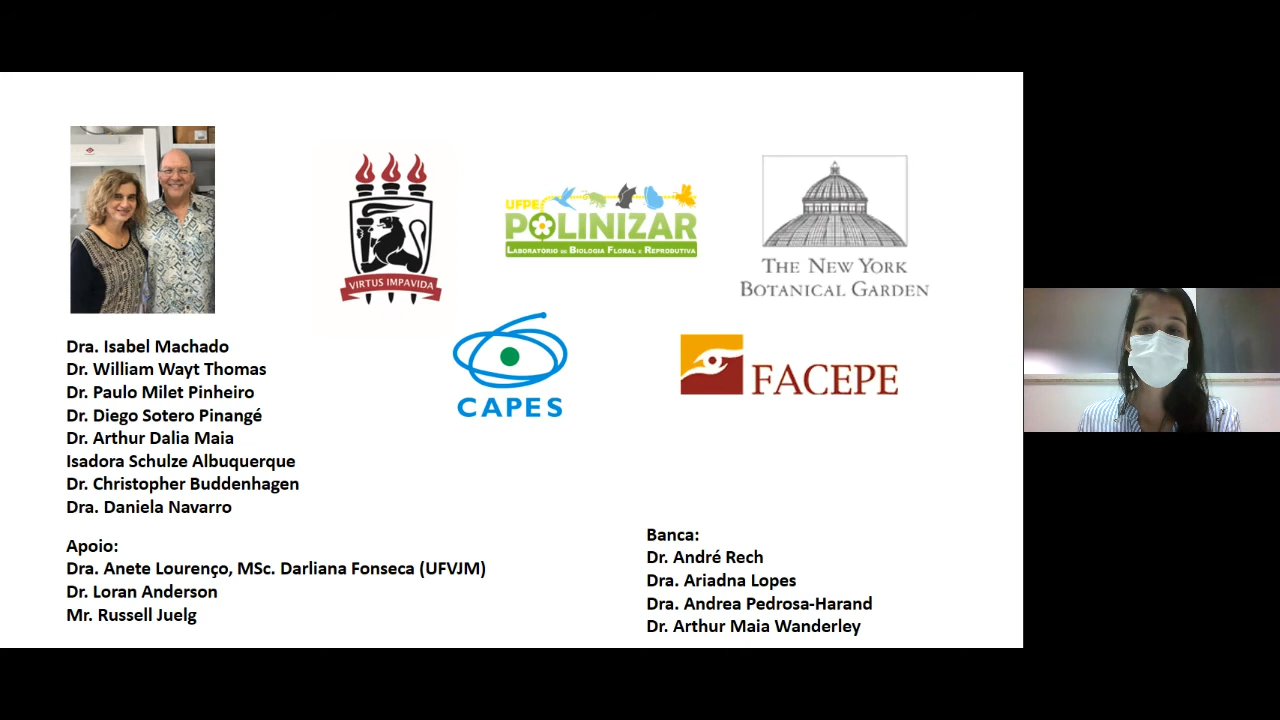 VIRTUS IMPAVIDA
UFPE
POLINIZAR
LABORATÓRIO DE BIOLOGIA FLORAL E REPRODUTIVA
THE NEW YORK
BOTANICAL GARDEN
CAPES
FACEPE
Dra. Isabel Machado
Dr. William Wayt Thomas
Dr. Paulo Milet Pinheiro
Dr. Diego Sotero Pinangé
Dr. Arthur Dalia Maia
Isadora Schulze Albuquerque
Dr. Christopher Buddenhagen
Dra. Daniela Navarro
Apoio:
Dra. Anete Lourenço, MSc. Darliana Fonseca (UFVJM)
Dr. Loran Anderson
Mr. Russell Juelg
Banca:
Dr. André Rech
Dra. Ariadna Lopes
Dra. Andrea Pedrosa-Harand
Dr. Arthur Maia Wanderley